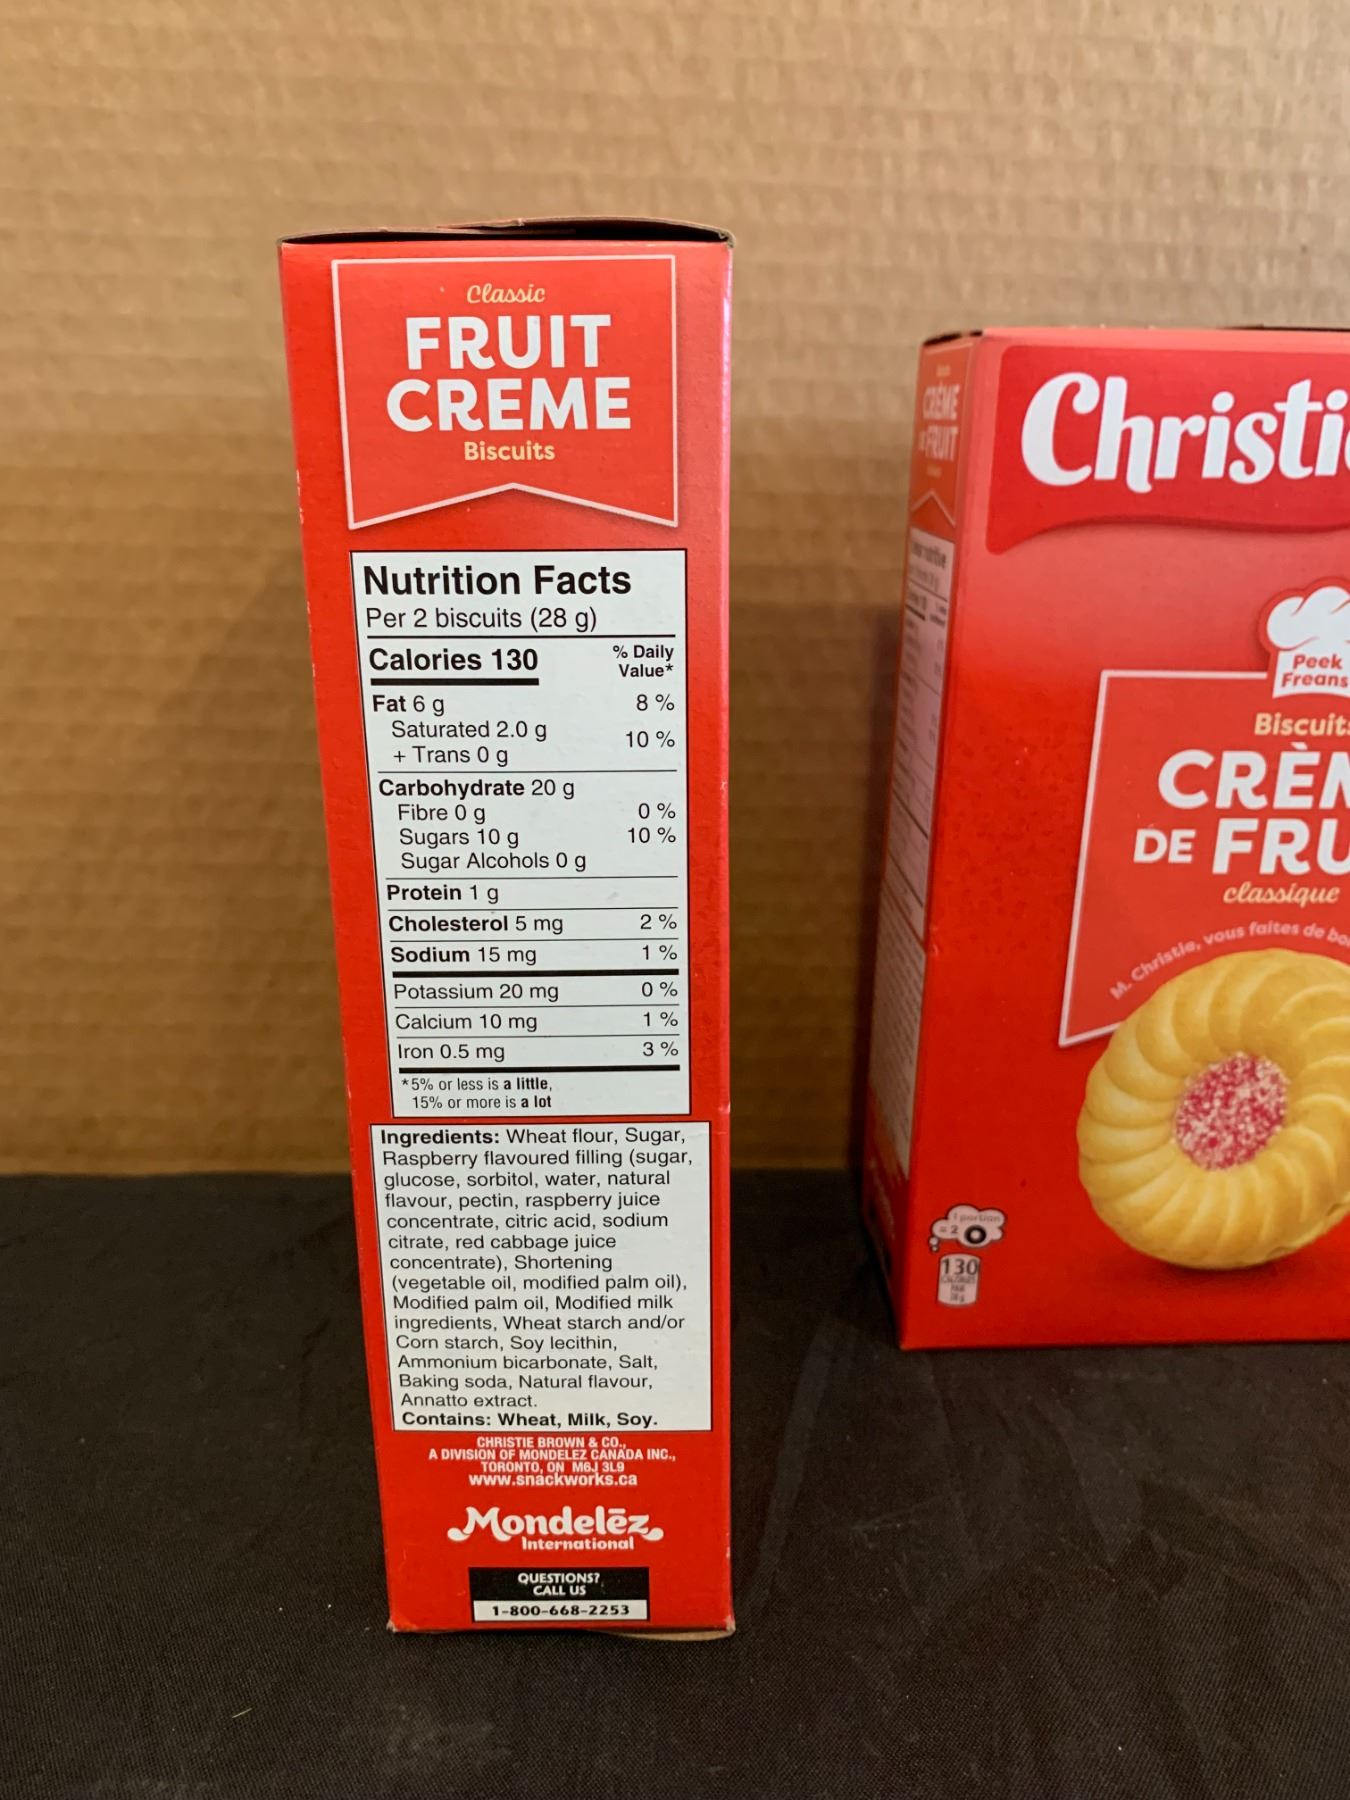 Classic
FRUIT
CREME
Biscuits
Nutrition Facts
Per 2 biscuits (28 g)
Calories 130
% Daily
Value*
Fat 6 g 8 %
Saturated 2.0 g
+ Trans 0 g 10 %
Carbohydrate 20 g
Fibre 0 g 0 %
Sugars 10 g 10 %
Sugar Alcohols 0 g
Protein 1 g
Cholesterol 5 mg 2 %
Sodium 15 mg 1 %
Potassium 20 mg 0 %
Calcium 10 mg 1 %
Iron 0.5 mg 3 %
*5% or less is a little,
15% or more is a lot
Ingredients: Wheat flour, Sugar,
Raspberry flavoured filling (sugar,
glucose, sorbitol, water, natural
flavour, pectin, raspberry juice
concentrate, citric acid, sodium
citrate, red cabbage juice
concentrate), Shortening
(vegetable oil, modified palm oil),
Modified palm oil, Modified milk
ingredients, Wheat starch and/or
Corn starch, Soy lecithin,
Ammonium bicarbonate, Salt,
Baking soda, Natural flavour,
Annatto extract.
Contains: Wheat, Milk, Soy.
CHRISTIE BROWN & CO.,
A DIVISION OF MONDELEZ CANADA INC.,
TORONTO, ON M6J 3L9
www.snackworks.ca
Mondelēz
International
QUESTIONS?
CALL US
1-800-668-2253
CRÈME
FRUIT
Christi
Peek
Freans
Biscuits
CRÈM
DE FRU
classique
M. Christie, vous faites de bo
1 portion
= 2
130